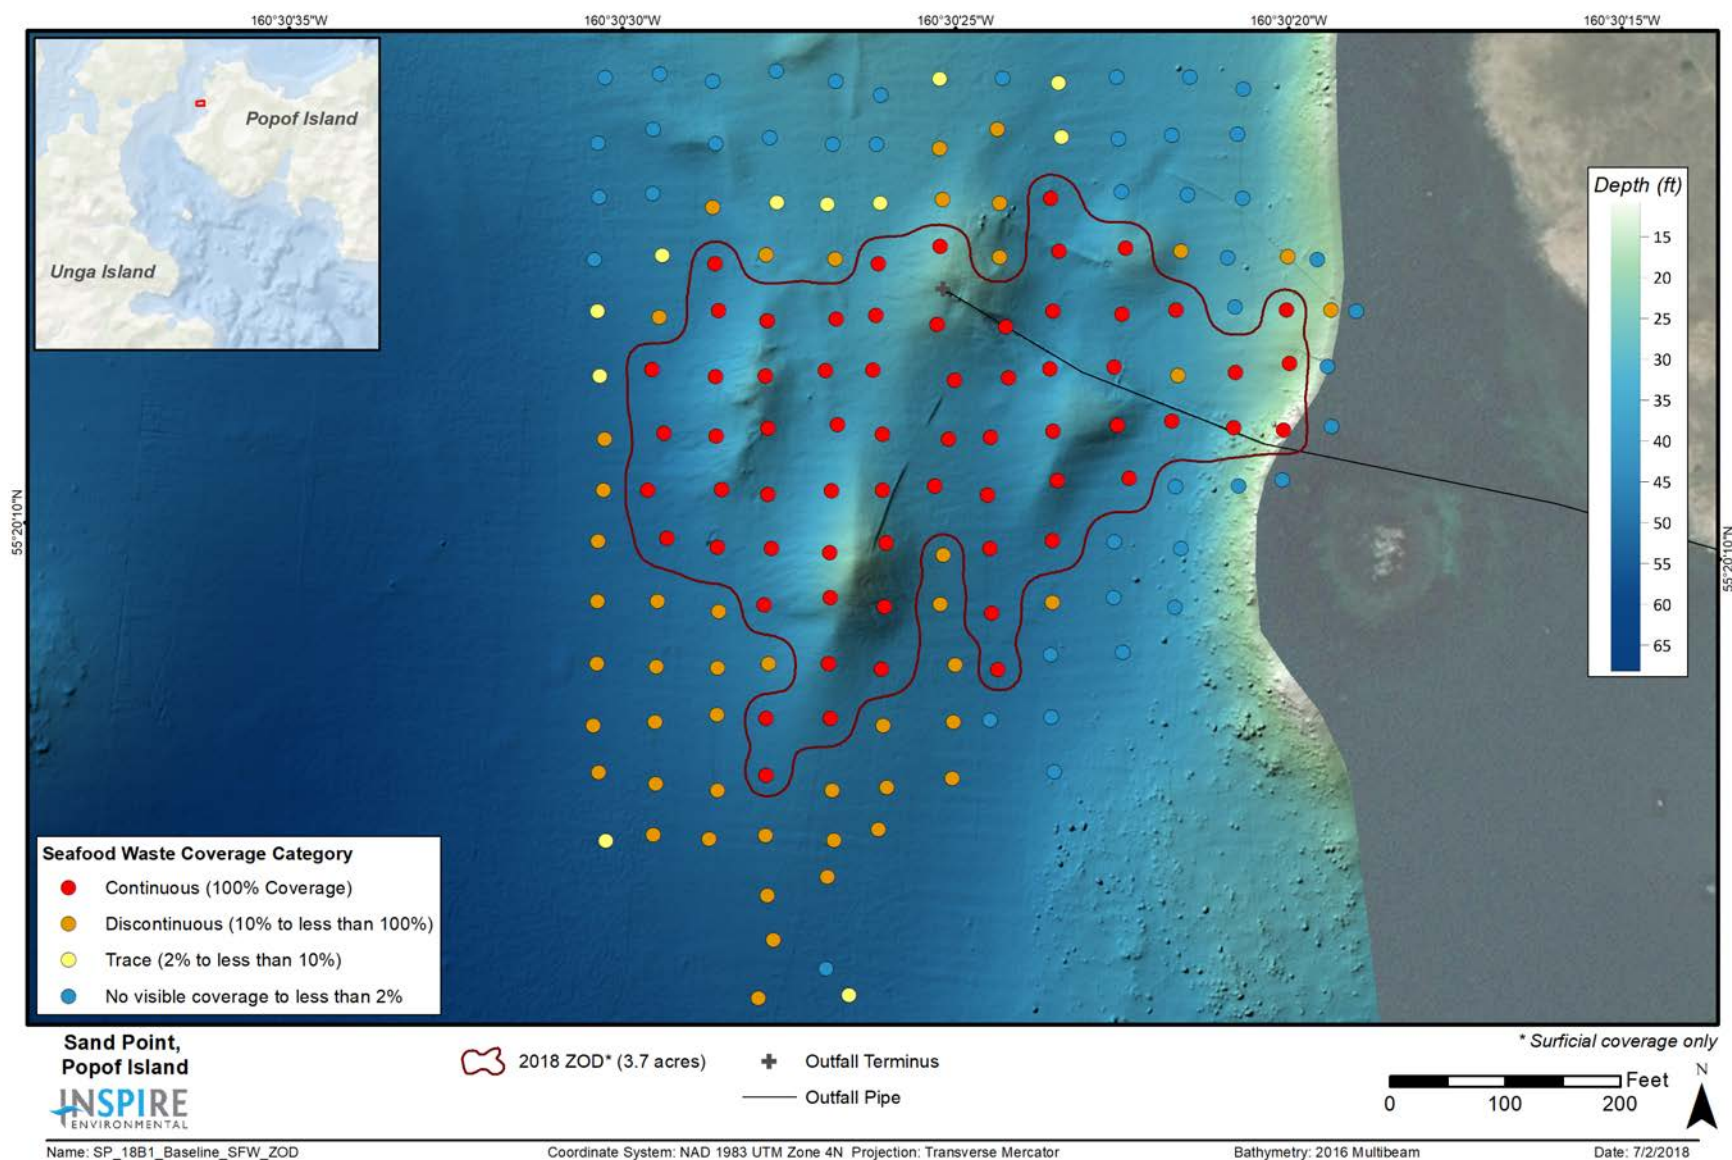 160°30'35"W 160°30'30"W 160°30'25"W 160°30'20"W 160°30'15"W
Popof Island
Unga Island
Depth (ft)
15
20
25
30
35
40
45
50
55
60
65
55°20'10"N
55°20'10"N
Seafood Waste Coverage Category
Continuous (100% Coverage)
Discontinuous (10% to less than 100%)
Trace (2% to less than 10%)
No visible coverage to less than 2%
Sand Point,
Popof Island
INSPIRE
ENVIRONMENTAL
2018 ZOD* (3.7 acres)
Outfall Terminus
Outfall Pipe
* Surficial coverage only
N
Feet
0 100 200
Name: SP_18B1_Baseline_SFW_ZOD Coordinate System: NAD 1983 UTM Zone 4N Projection: Transverse Mercator Bathymetry: 2016 Multibeam Date: 7/2/2018